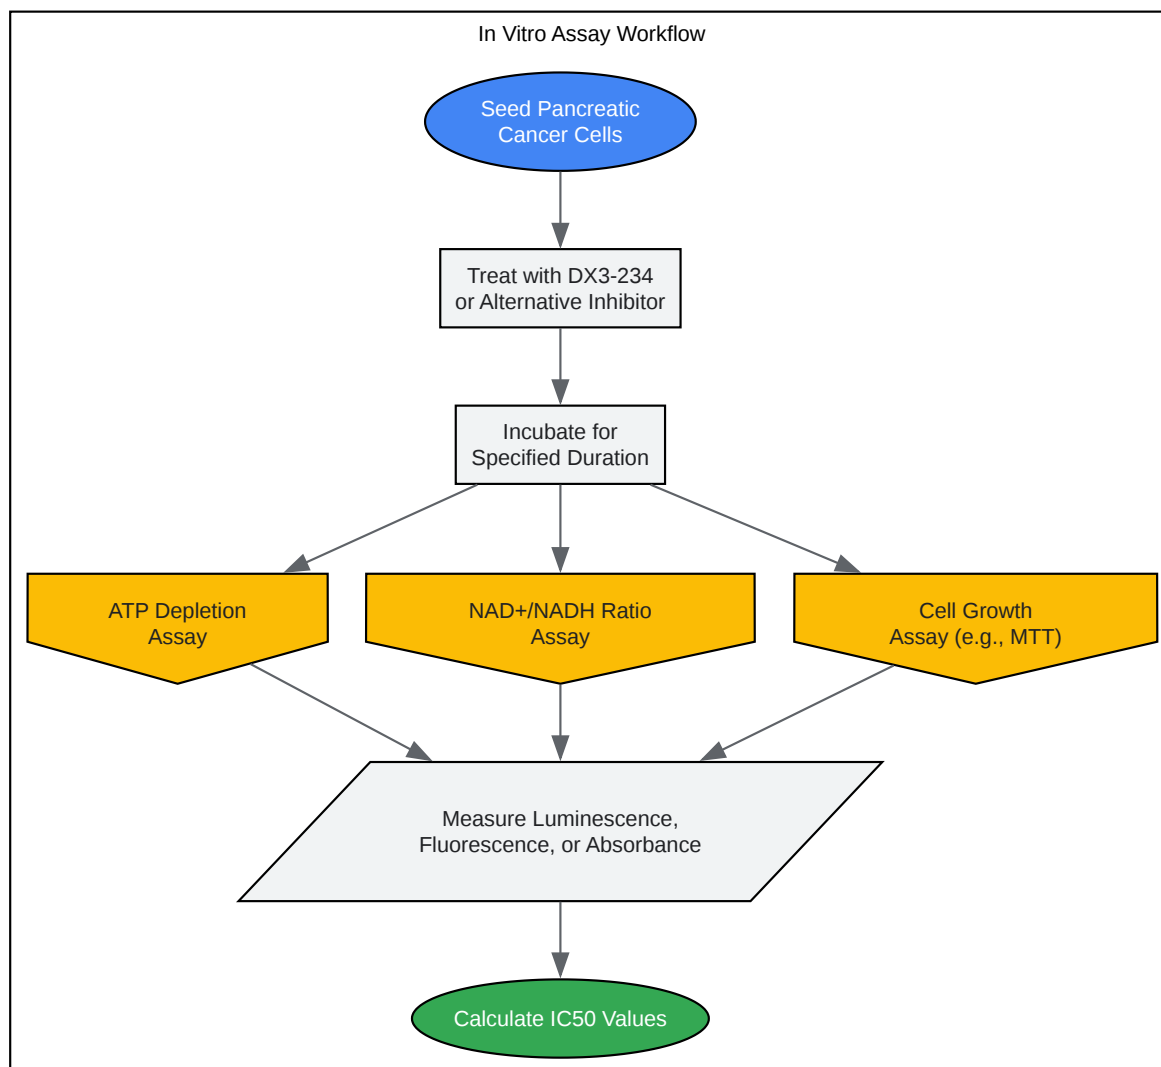 In Vitro Assay Workflow
Seed Pancreatic
Cancer Cells
Treat with DX3-234
or Alternative Inhibitor
Incubate for
Specified Duration
ATP Depletion
Assay
NAD+/NADH Ratio
Assay
Cell Growth
Assay (e.g., MTT)
Measure Luminescence,
Fluorescence, or Absorbance
Calculate IC50 Values